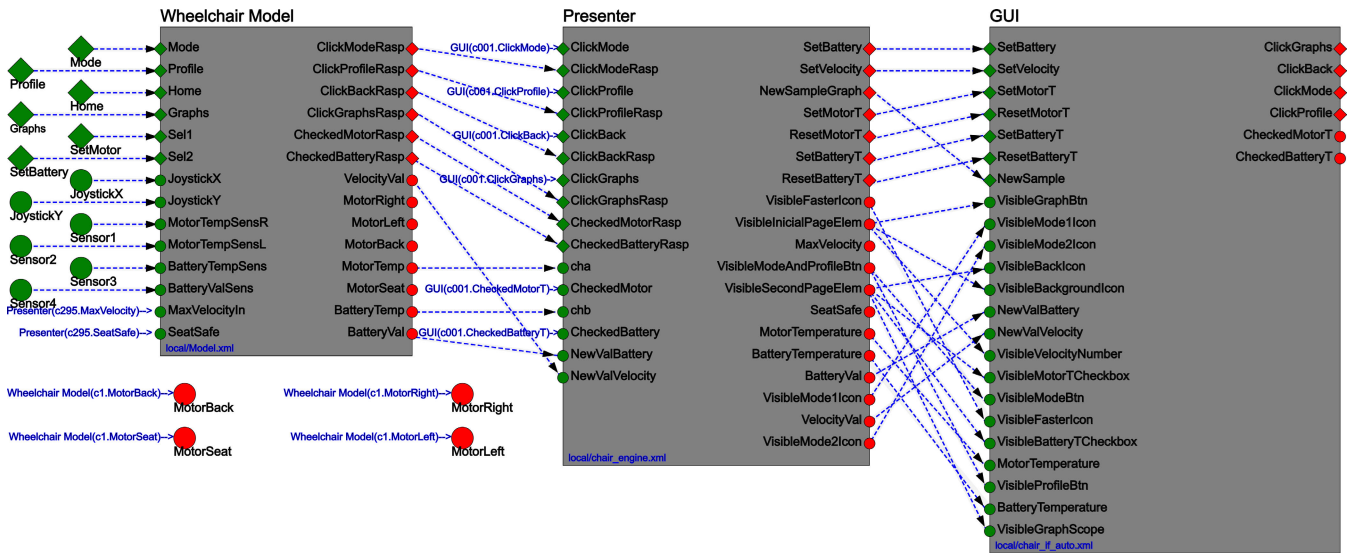 Wheelchair Model
Presenter
GUI
Mode
Profile
Home
Graphs
SetMotor
SetBattery
JoystickX
JoystickY
Sensor1
Sensor2
Sensor3
Sensor4
Presenter(c295.MaxVelocity)->
Presenter(c295.SeatSafe)->
Mode
Profile
Home
Graphs
Sel1
Sel2
JoystickX
JoystickY
MotorTempSensR
MotorTempSensL
BatteryTempSens
BatteryValSens
MaxVelocityIn
SeatSafe
local/Model.xml
ClickModeRasp
ClickProfileRasp
ClickBackRasp
ClickGraphsRasp
CheckedMotorRasp
CheckedBatteryRasp
VelocityVal
MotorRight
MotorLeft
MotorBack
MotorTemp
MotorSeat
BatteryTemp
BatteryVal
GUI(c001.ClickMode)->
GUI(c001.ClickProfile)->
GUI(c001.ClickBack)->
GUI(c001.ClickGraphs)->
GUI(c001.CheckedMotorT)->
GUI(c001.CheckedBatteryT)->
ClickMode
ClickModeRasp
ClickProfile
ClickProfileRasp
ClickBack
ClickBackRasp
ClickGraphs
ClickGraphsRasp
CheckedMotorRasp
CheckedBatteryRasp
cha
CheckedMotor
chb
CheckedBattery
NewValBattery
NewValVelocity
local/chair_engine.xml
SetBattery
SetVelocity
NewSampleGraph
SetMotorT
ResetMotorT
SetBatteryT
ResetBatteryT
VisibleFasterIcon
VisibleInicialPageElem
MaxVelocity
VisibleModeAndProfileBtn
VisibleSecondPageElem
SeatSafe
MotorTemperature
BatteryTemperature
BatteryVal
VisibleMode1Icon
VelocityVal
VisibleMode2Icon
SetBattery
SetVelocity
SetMotorT
ResetMotorT
SetBatteryT
ResetBatteryT
NewSample
VisibleGraphBtn
VisibleMode1Icon
VisibleMode2Icon
VisibleBackIcon
VisibleBackgroundIcon
NewValBattery
NewValVelocity
VisibleVelocityNumber
VisibleMotorTCheckbox
VisibleModeBtn
VisibleFasterIcon
VisibleBatteryTCheckbox
MotorTemperature
VisibleProfileBtn
BatteryTemperature
VisibleGraphScope
local/chair_if_auto.xml
ClickGraphs
ClickBack
ClickMode
ClickProfile
CheckedMotorT
CheckedBatteryT
Wheelchair Model(c1.MotorBack)->
MotorBack
Wheelchair Model(c1.MotorRight)->
MotorRight
Wheelchair Model(c1.MotorSeat)->
MotorSeat
Wheelchair Model(c1.MotorLeft)->
MotorLeft